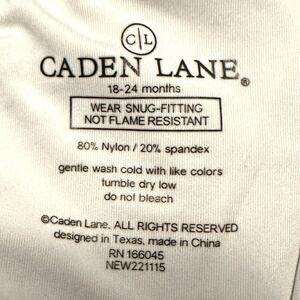 C|L
CADEN LANE®
18-24 months
WEAR SNUG-FITTING
NOT FLAME RESISTANT
80% Nylon / 20% spandex
gentle wash cold with like colors
tumble dry low
do not bleach
©Caden Lane, ALL RIGHTS RESERVED
designed in Texas, made in China
RN 166045
NEW221115